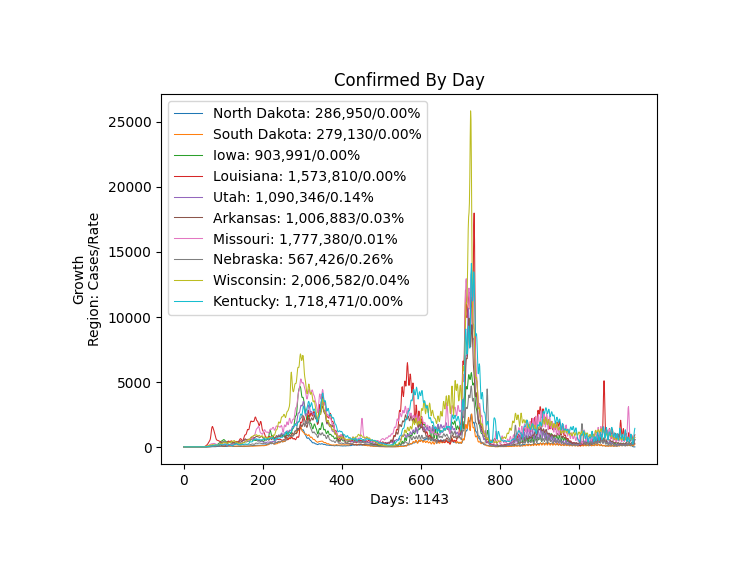 Confirmed By Day
North Dakota: 286,950/0.00%
South Dakota: 279,130/0.00%
Iowa: 903,991/0.00%
Louisiana: 1,573,810/0.00%
Utah: 1,090,346/0.14%
Arkansas: 1,006,883/0.03%
Missouri: 1,777,380/0.01%
Nebraska: 567,426/0.26%
Wisconsin: 2,006,582/0.04%
Kentucky: 1,718,471/0.00%
Growth
Region: Cases/Rate
25000
20000
15000
10000
5000
0
0 200 400 600 800 1000
Days: 1143